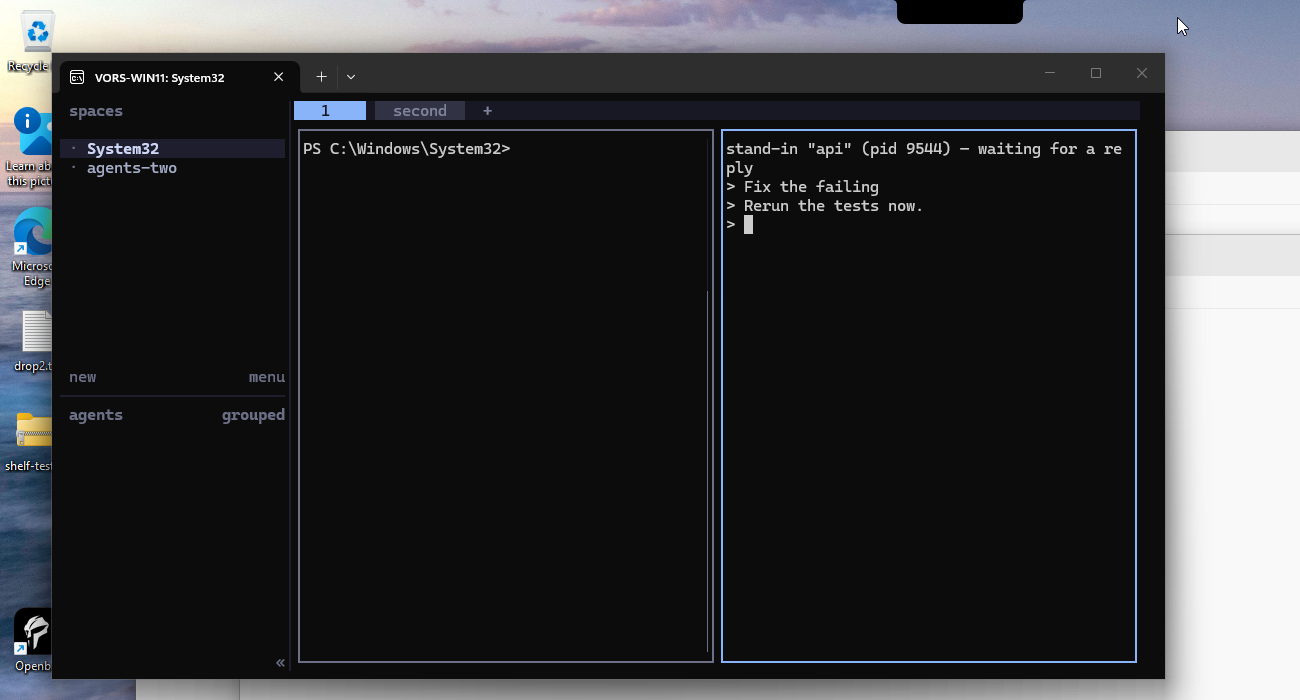 Recycle
Learn ab
this pict
Micros
Edge
drop2.t
shelf-tes
Openb
VORS-WIN11: System32
spaces
· System32
· agents-two
new menu
agents grouped
«
1 second +
PS C:\Windows\System32>
stand-in "api" (pid 9544) — waiting for a re
ply
> Fix the failing
> Rerun the tests now.
>